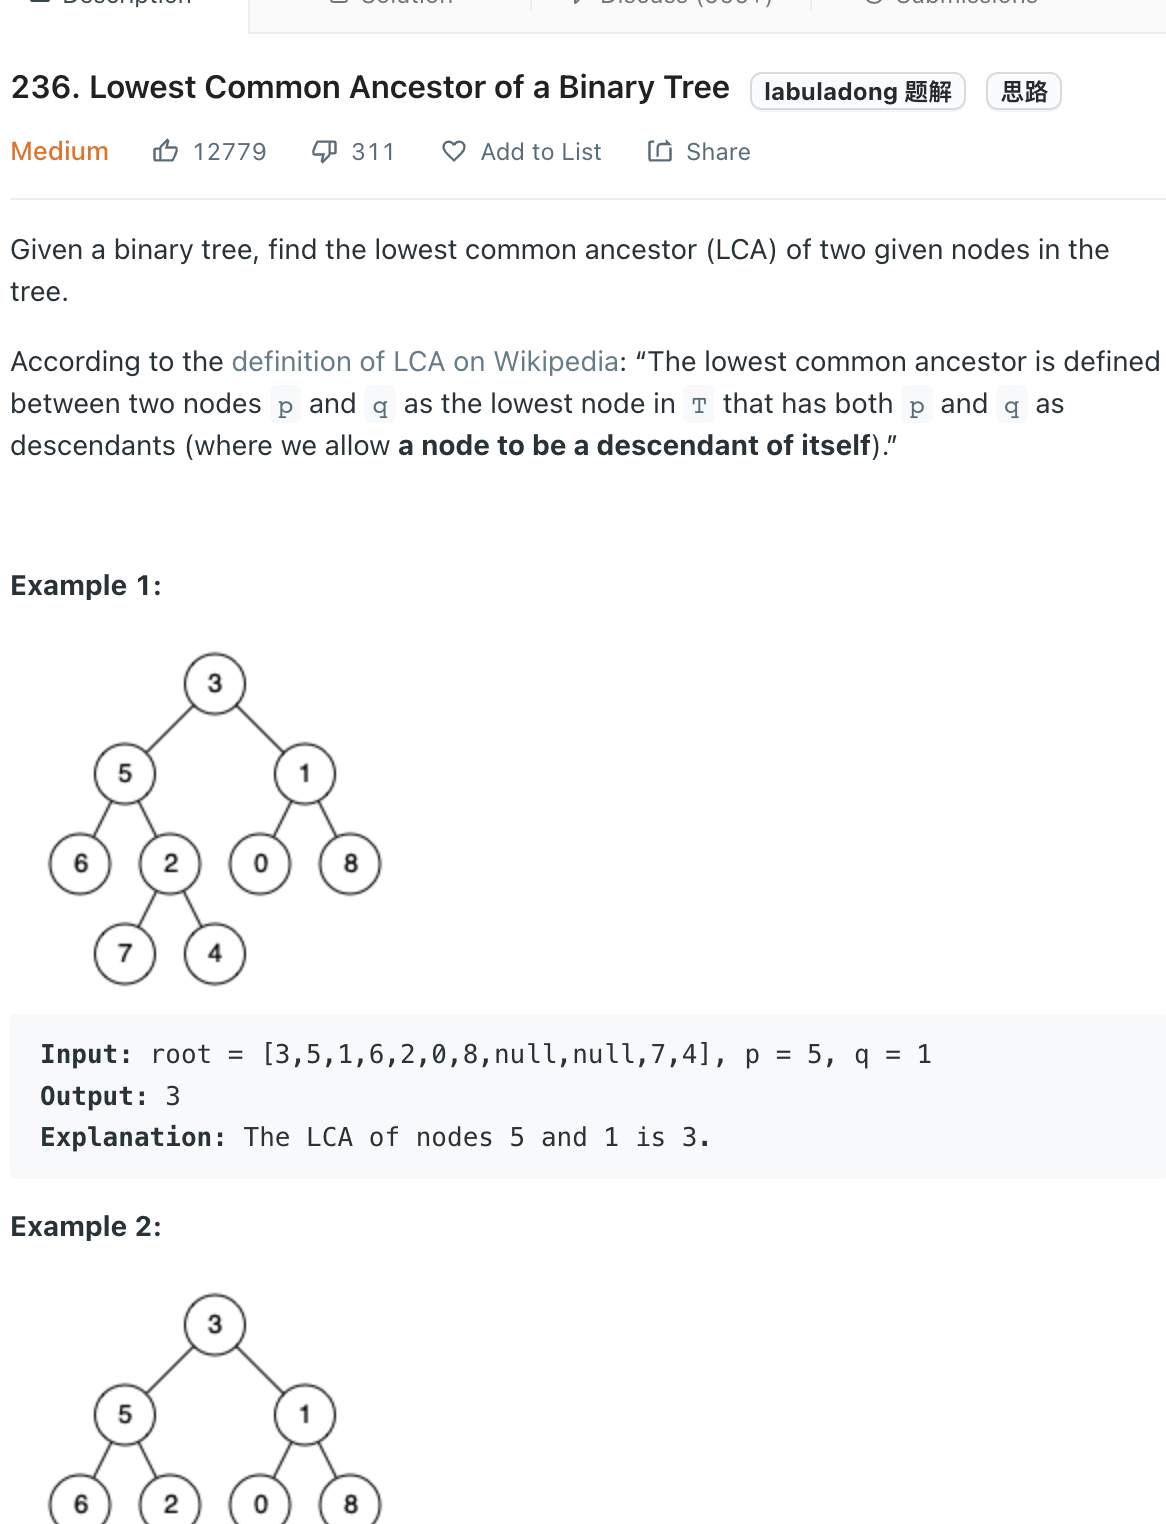 Description Solution Discuss (999+) Submissions
236. Lowest Common Ancestor of a Binary Tree labuladong 题解 思路
Medium 12779 311 Add to List Share
Given a binary tree, find the lowest common ancestor (LCA) of two given nodes in the
tree.
According to the definition of LCA on Wikipedia: “The lowest common ancestor is defined
between two nodes p and q as the lowest node in T that has both p and q as
descendants (where we allow a node to be a descendant of itself).”
Example 1:
3
5 1
6 2 0 8
7 4
Input: root = [3,5,1,6,2,0,8,null,null,7,4], p = 5, q = 1
Output: 3
Explanation: The LCA of nodes 5 and 1 is 3.
Example 2:
3
5 1
6 2 0 8